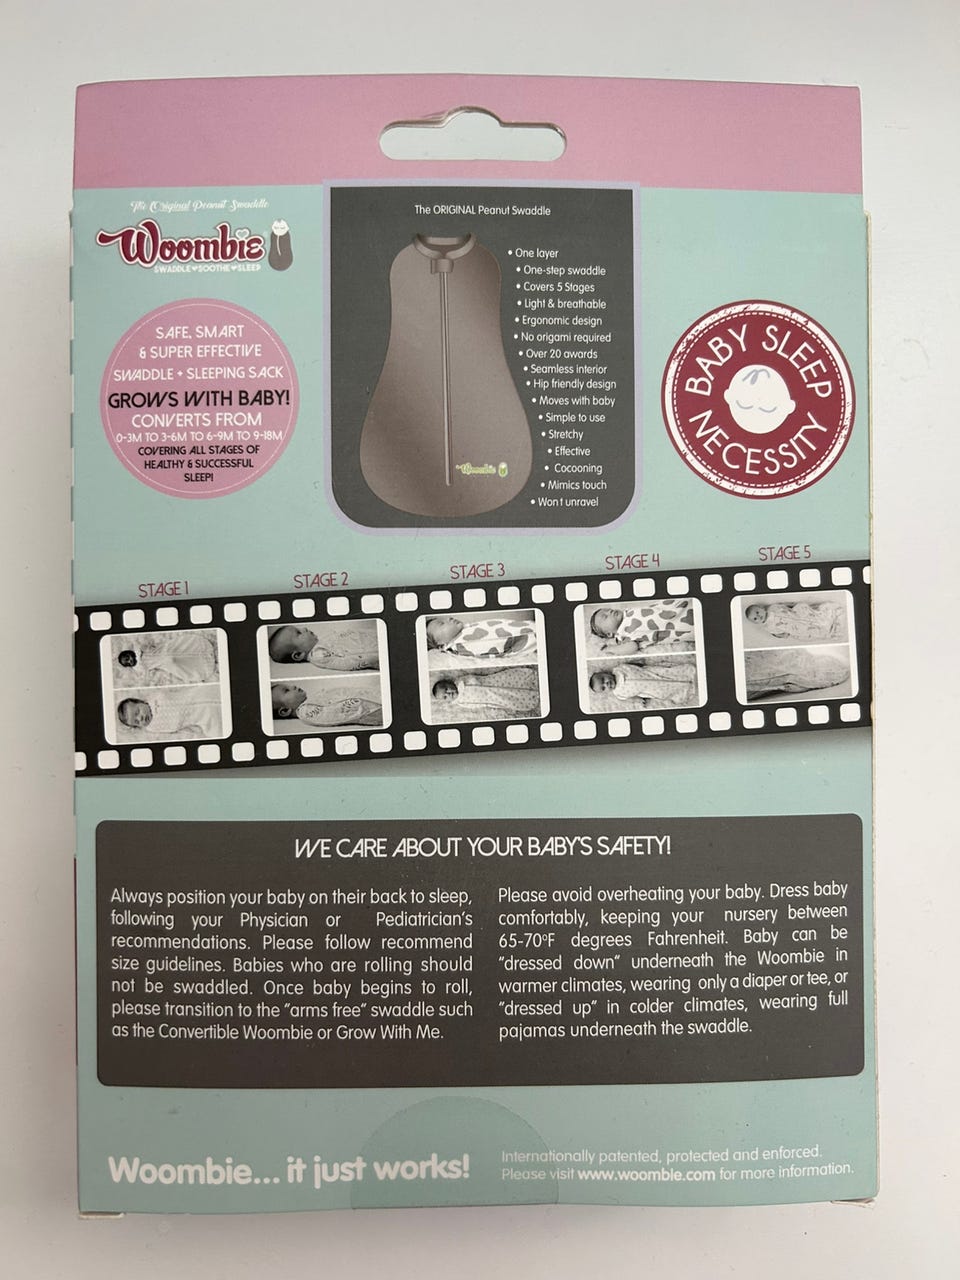 The ORIGINAL Peanut Swaddle
The Original Peanut Swaddle
Woombie
SWADDLE♥SOOTHE♥SLEEP
SAFE, SMART
& SUPER EFFECTIVE
SWADDLE + SLEEPING SACK
GROWS WITH BABY!
CONVERTS FROM
0-3M TO 3-6M TO 6-9M TO 9-18M
COVERING ALL STAGES OF
HEALTHY & SUCCESSFUL
SLEEP!
• One layer
• One-step swaddle
• Covers 5 Stages
• Light & breathable
• Ergonomic design
• No origami required
• Over 20 awards
• Seamless interior
• Hip friendly design
• Moves with baby
• Simple to use
• Stretchy
• Effective
• Cocooning
• Mimics touch
• Won't unravel
Woombie
BABY SLEEP
NECESSITY
STAGE 1
STAGE 2
STAGE 3
STAGE 4
STAGE 5
WE CARE ABOUT YOUR BABY'S SAFETY!
Always position your baby on their back to sleep,
following your Physician or Pediatrician's
recommendations. Please follow recommend
size guidelines. Babies who are rolling should
not be swaddled. Once baby begins to roll,
please transition to the "arms free" swaddle such
as the Convertible Woombie or Grow With Me.
Please avoid overheating your baby. Dress baby
comfortably, keeping your nursery between
65-70ºF degrees Fahrenheit. Baby can be
"dressed down" underneath the Woombie in
warmer climates, wearing only a diaper or tee, or
"dressed up" in colder climates, wearing full
pajamas underneath the swaddle.
Woombie... it just works!
Internationally patented, protected and enforced.
Please visit www.woombie.com for more information.